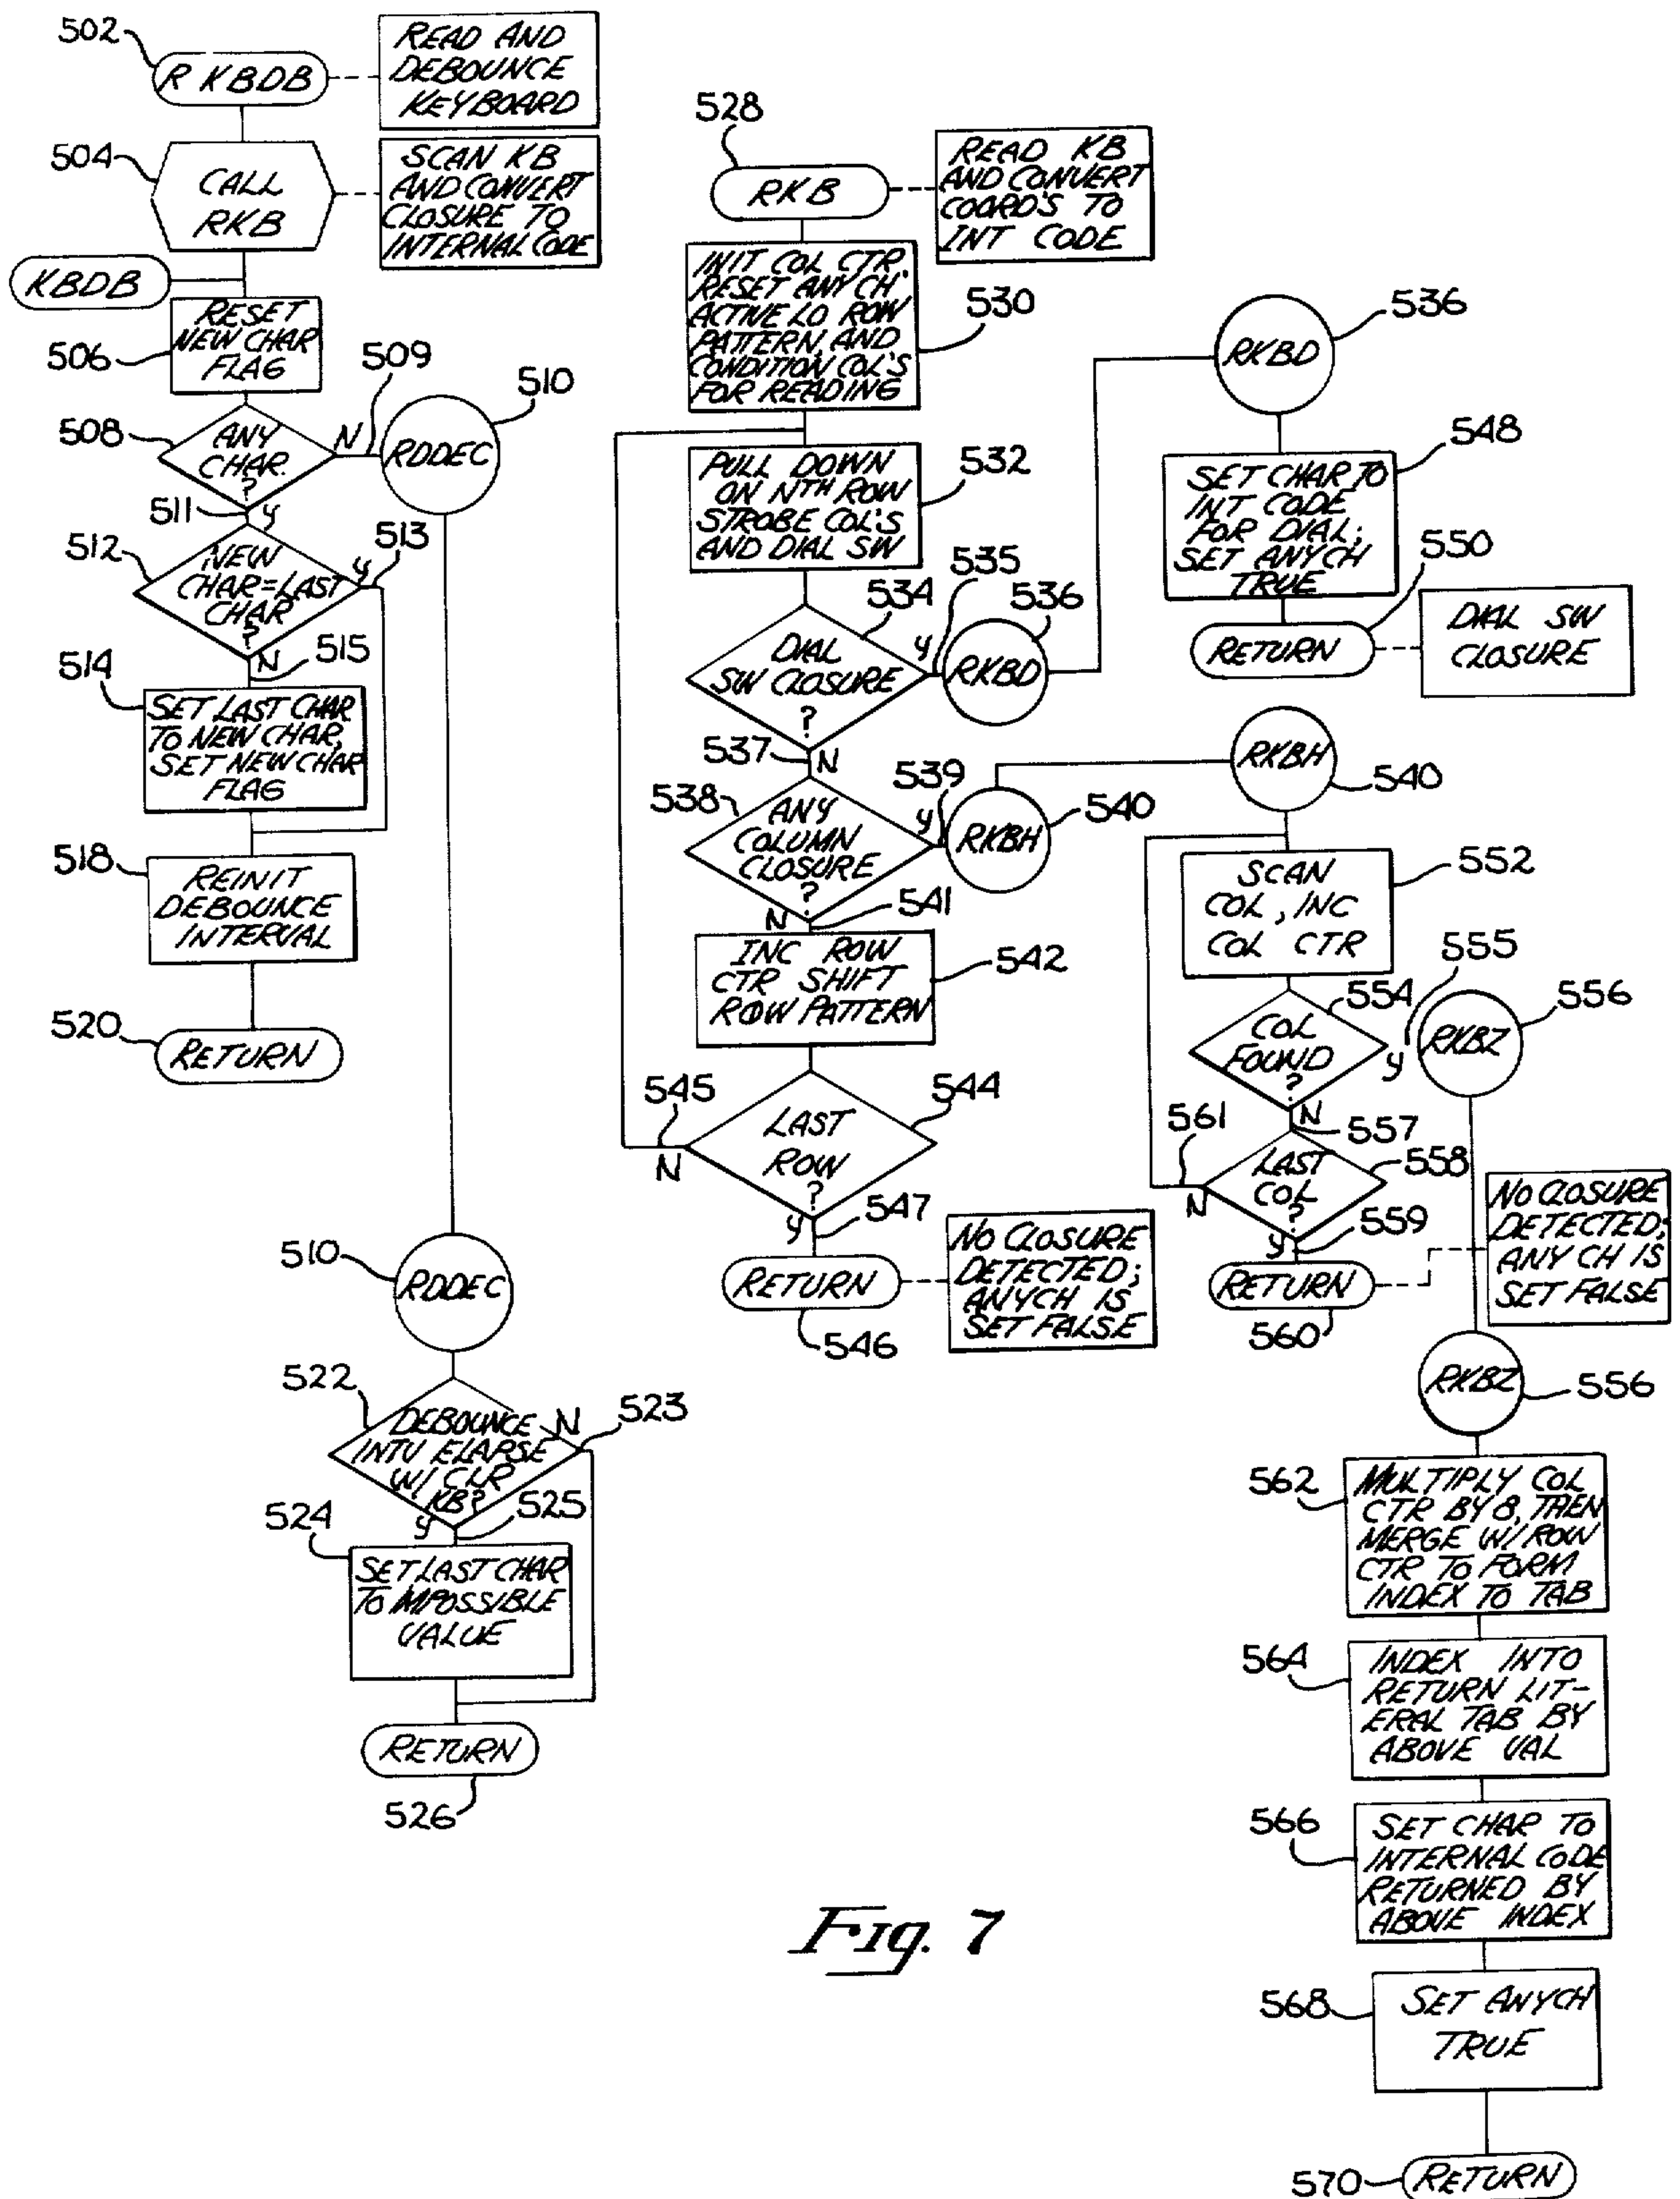 502
R KBDB
READ AND
DEBOUNCE
KEYBOARD
504
CALL
RKB
SCAN KB
AND CONVERT
CLOSURE TO
INTERNAL CODE
KBDB
506
RESET
NEW CHAR
FLAG
508
ANY
CHAR.
?
N
509
510
RDDEC
511
Y
512
NEW
CHAR=LAST
CHAR
?
Y
513
N
515
514
SET LAST CHAR
TO NEW CHAR,
SET NEW CHAR
FLAG
518
REINIT
DEBOUNCE
INTERVAL
520
RETURN
510
RDDEC
522
DEBOUNCE
INTV ELAPSE
W/ CLR
KB?
N
523
Y
525
524
SET LAST CHAR
TO IMPOSSIBLE
VALUE
RETURN
526
528
RKB
READ KB
AND CONVERT
COORD'S TO
INT CODE
INIT COL CTR,
RESET ANYCH
ACTIVE LO ROW
PATTERN, AND
CONDITION COL'S
FOR READING
530
PULL DOWN
ON NTH ROW
STROBE COL'S
AND DIAL SW
532
534
DIAL
SW CLOSURE
?
Y
535
536
RKBD
537
N
538
ANY
COLUMN
CLOSURE
?
Y
539
RKBH
540
N
541
INC ROW
CTR SHIFT
ROW PATTERN
542
545
N
LAST
ROW
?
544
Y
547
RETURN
546
NO CLOSURE
DETECTED;
ANYCH IS
SET FALSE
536
RKBD
548
SET CHAR TO
INT CODE
FOR DIAL;
SET ANYCH
TRUE
550
RETURN
DIAL SW
CLOSURE
RKBH
540
SCAN
COL, INC
COL CTR
552
554
COL
FOUND
?
Y
555
556
RKBZ
N
557
561
N
LAST
COL
?
558
Y
559
RETURN
560
NO CLOSURE
DETECTED;
ANY CH IS
SET FALSE
RKBZ
556
562
MULTIPLY COL
CTR BY 8, THEN
MERGE W/ ROW
CTR TO FORM
INDEX TO TAB
564
INDEX INTO
RETURN LIT-
ERAL TAB BY
ABOVE VAL
566
SET CHAR TO
INTERNAL CODE
RETURNED BY
ABOVE INDEX
568
SET ANYCH
TRUE
570
RETURN
Fig. 7